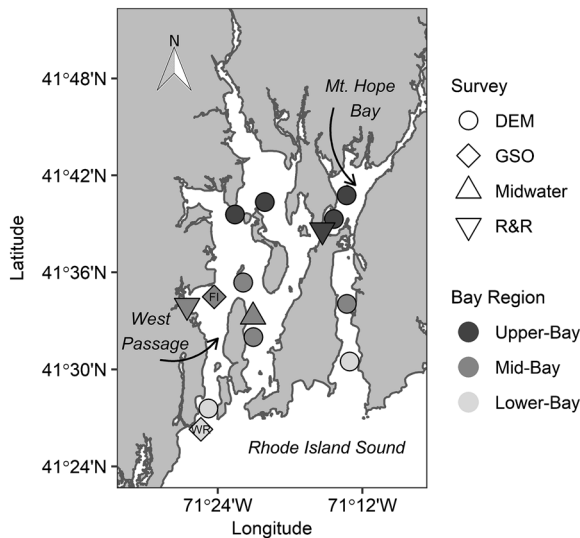 N
41°48'N
41°42'N
41°36'N
41°30'N
41°24'N
Latitude
71°24'W
71°12'W
Longitude
Mt. Hope
Bay
FI
West
Passage
WR
Rhode Island Sound
Survey
DEM
GSO
Midwater
R&R
Bay Region
Upper-Bay
Mid-Bay
Lower-Bay